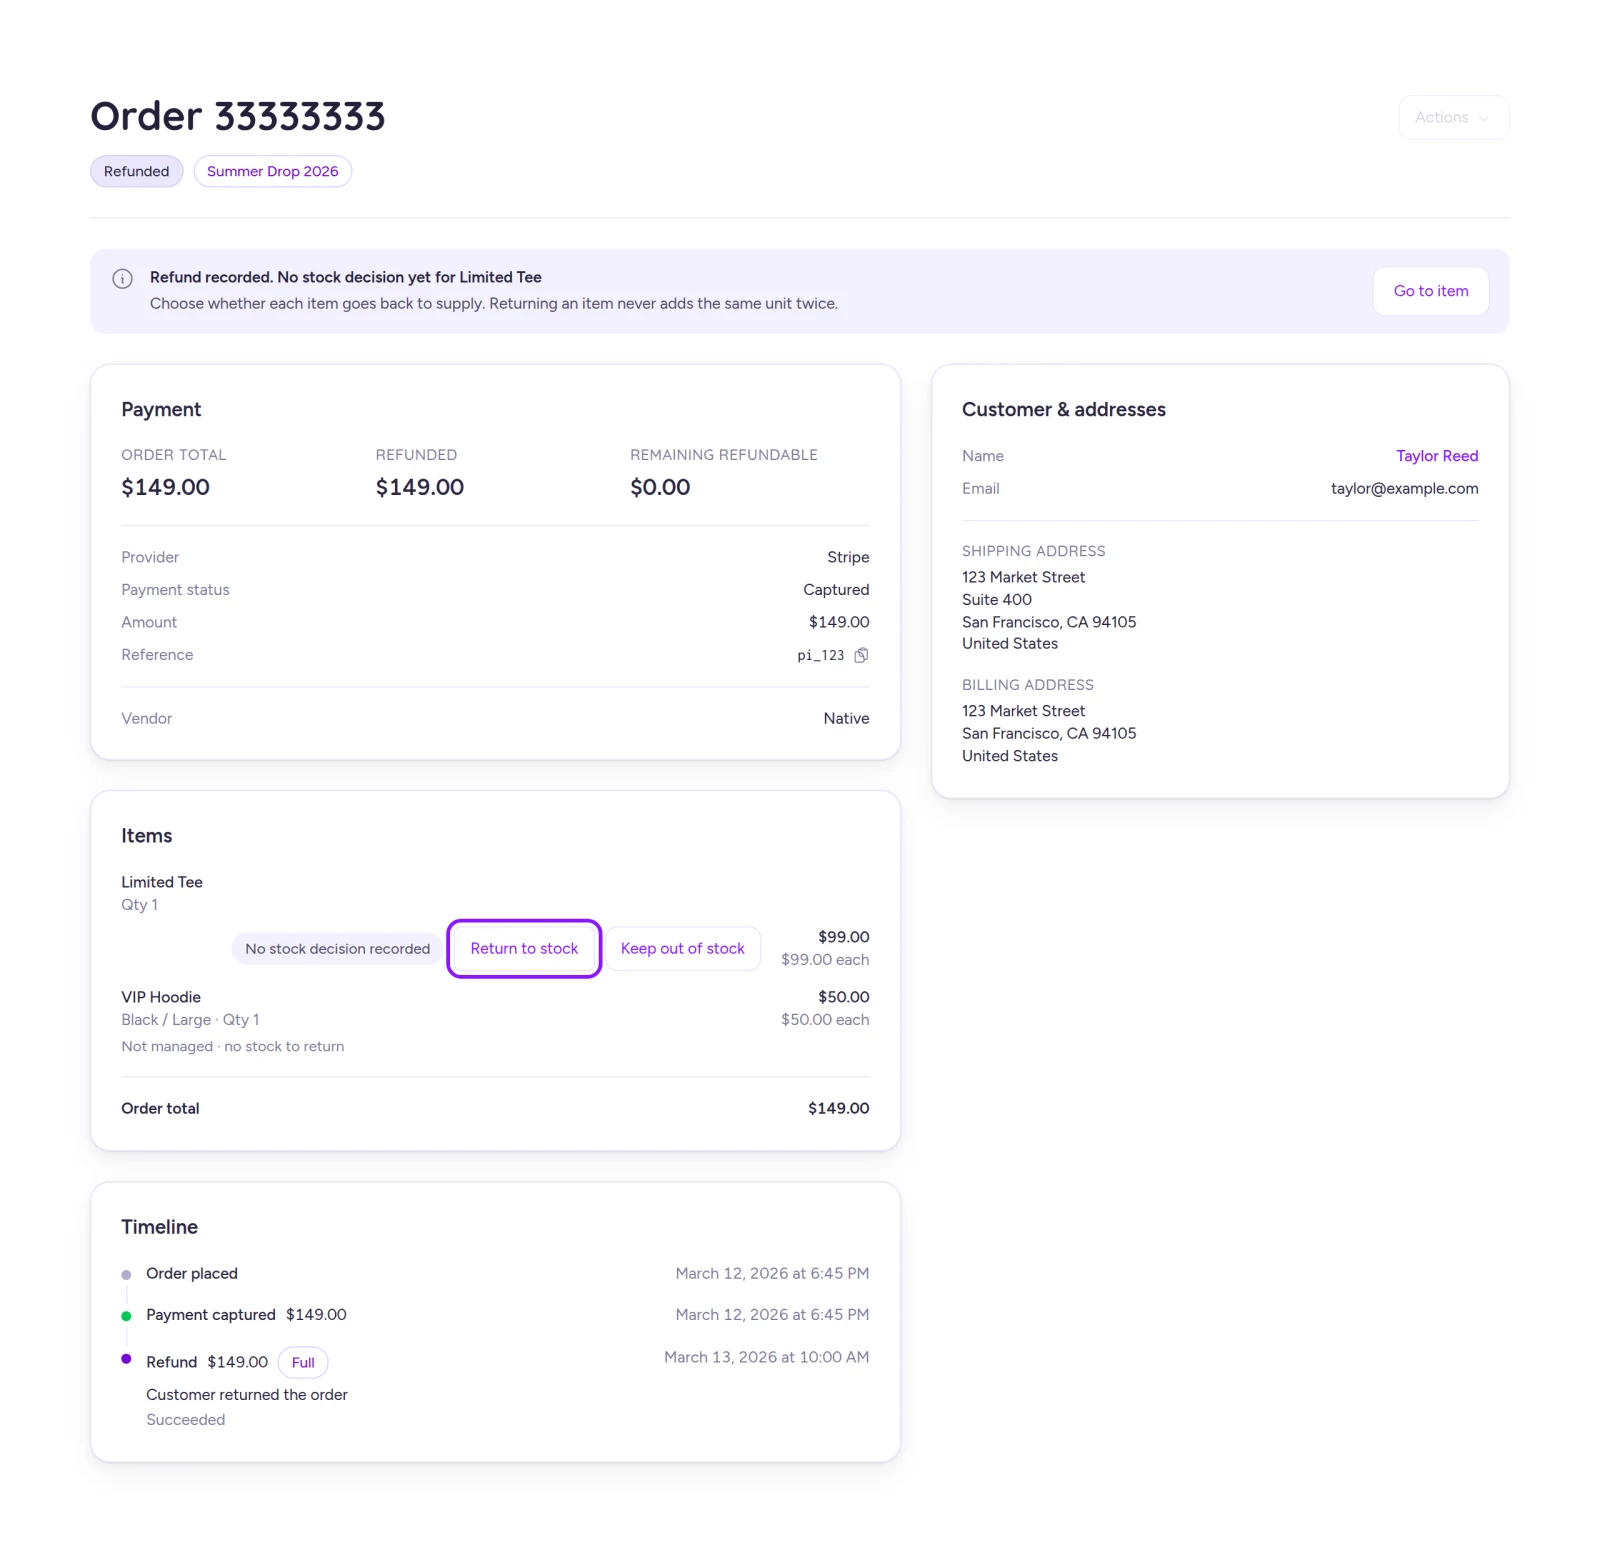 Order 33333333
Actions
Refunded
Summer Drop 2026
Refund recorded. No stock decision yet for Limited Tee
Choose whether each item goes back to supply. Returning an item never adds the same unit twice.
Go to item
Payment
ORDER TOTAL
$149.00
REFUNDED
$149.00
REMAINING REFUNDABLE
$0.00
Provider
Stripe
Payment status
Captured
Amount
$149.00
Reference
pi_123
Vendor
Native
Customer & addresses
Name
Taylor Reed
Email
taylor@example.com
SHIPPING ADDRESS
123 Market Street
Suite 400
San Francisco, CA 94105
United States
BILLING ADDRESS
123 Market Street
San Francisco, CA 94105
United States
Items
Limited Tee
Qty 1
No stock decision recorded
Return to stock
Keep out of stock
$99.00
$99.00 each
VIP Hoodie
Black / Large · Qty 1
Not managed · no stock to return
$50.00
$50.00 each
Order total
$149.00
Timeline
Order placed
March 12, 2026 at 6:45 PM
Payment captured $149.00
March 12, 2026 at 6:45 PM
Refund $149.00 Full
March 13, 2026 at 10:00 AM
Customer returned the order
Succeeded